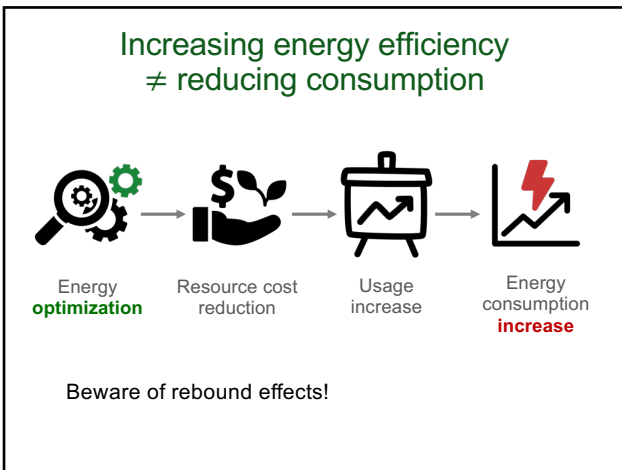 Increasing energy efficiency
≠ reducing consumption
$
Energy
optimization
Resource cost
reduction
Usage
increase
Energy
consumption
increase
Beware of rebound effects!